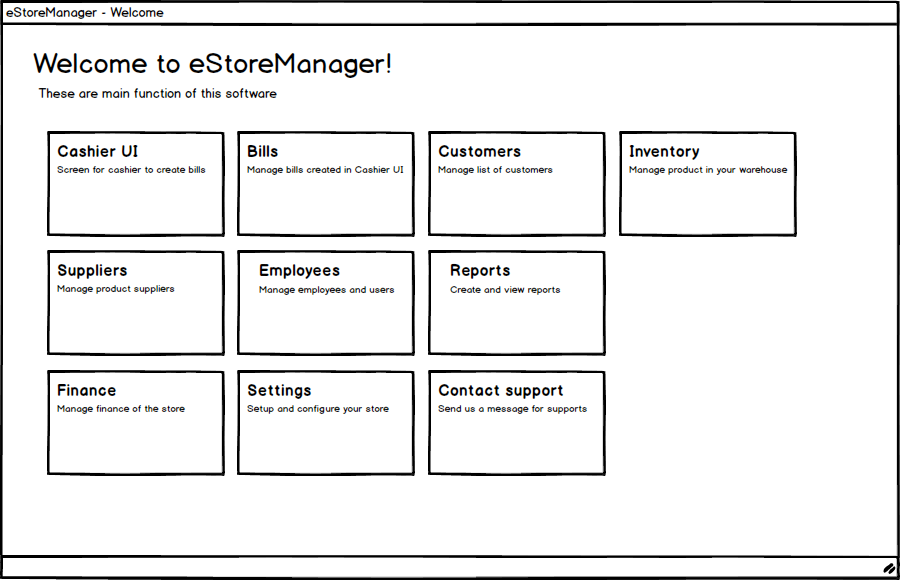 eStoreManager - Welcome
Welcome to eStoreManager!
These are main function of this software
Cashier UI
Screen for cashier to create bills
Bills
Manage bills created in Cashier UI
Customers
Manage list of customers
Inventory
Manage product in your warehouse
Suppliers
Manage product suppliers
Employees
Manage employees and users
Reports
Create and view reports
Finance
Manage finance of the store
Settings
Setup and configure your store
Contact support
Send us a message for supports